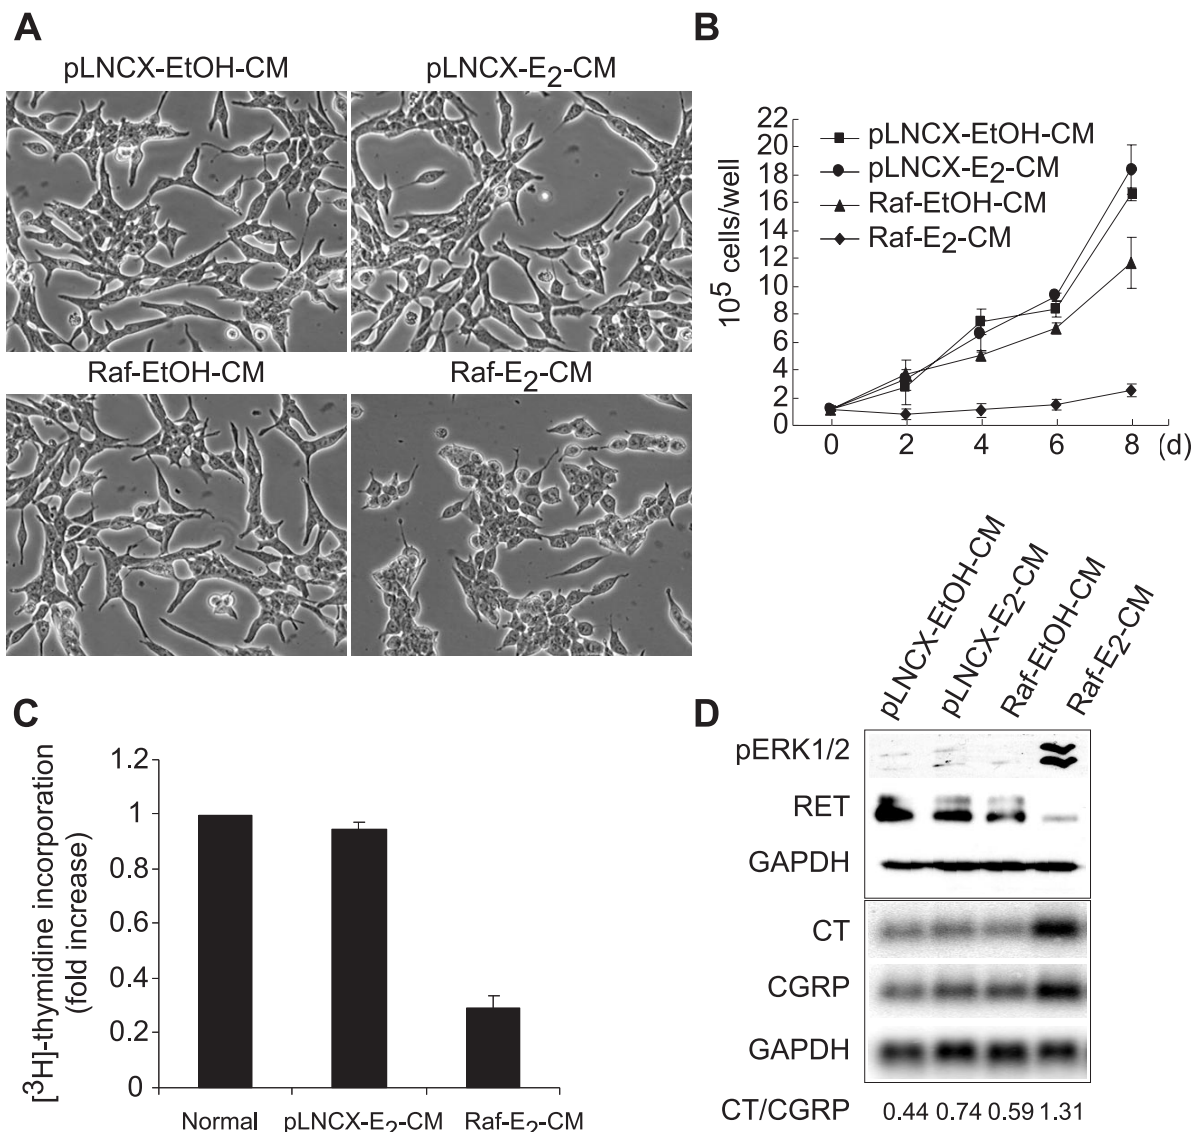 A
pLNCX-EtOH-CM
pLNCX-E2-CM
Raf-EtOH-CM
Raf-E2-CM
B
10^5 cells/well
22
20
18
16
14
12
10
8
6
4
2
0
0 2 4 6 8 (d)
pLNCX-EtOH-CM
pLNCX-E2-CM
Raf-EtOH-CM
Raf-E2-CM
C
[3H]-thymidine incorporation
(fold increase)
1.2
1
0.8
0.6
0.4
0.2
0
Normal pLNCX-E2-CM Raf-E2-CM
D
pLNCX-EtOH-CM
pLNCX-E2-CM
Raf-EtOH-CM
Raf-E2-CM
pERK1/2
RET
GAPDH
CT
CGRP
GAPDH
CT/CGRP 0.44 0.74 0.59 1.31